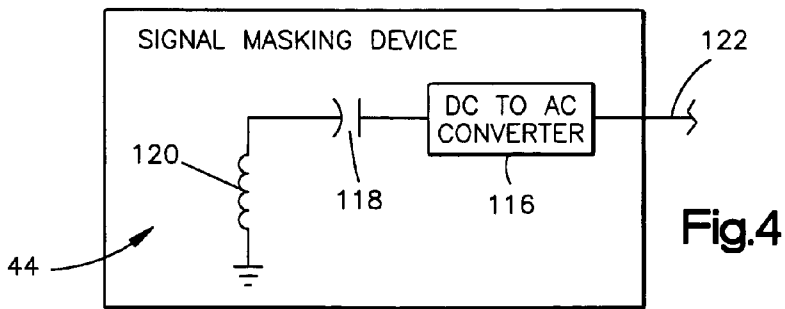 SIGNAL MASKING DEVICE
122
DC TO AC
CONVERTER
120
118
116
44
Fig.4